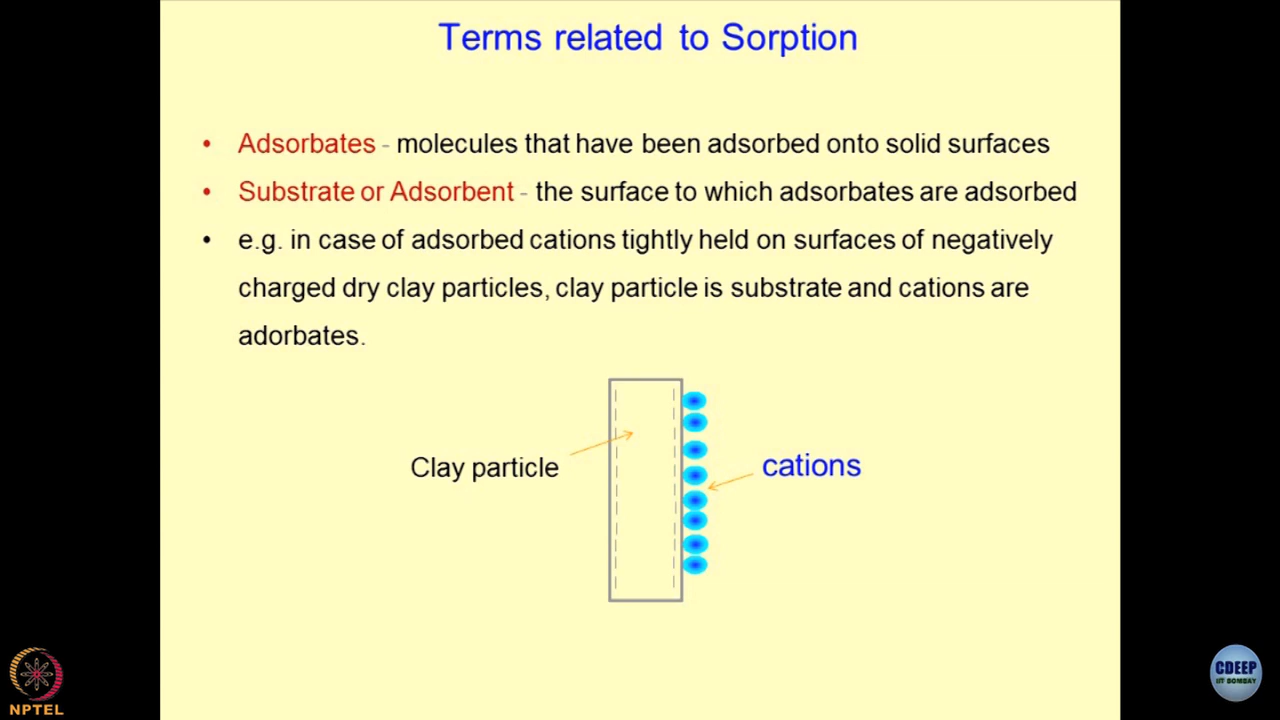 Terms related to Sorption
• Adsorbates - molecules that have been adsorbed onto solid surfaces
• Substrate or Adsorbent - the surface to which adsorbates are adsorbed
• e.g. in case of adsorbed cations tightly held on surfaces of negatively
charged dry clay particles, clay particle is substrate and cations are
adorbates.
Clay particle
cations
NPTEL
CDEEP
IIT BOMBAY